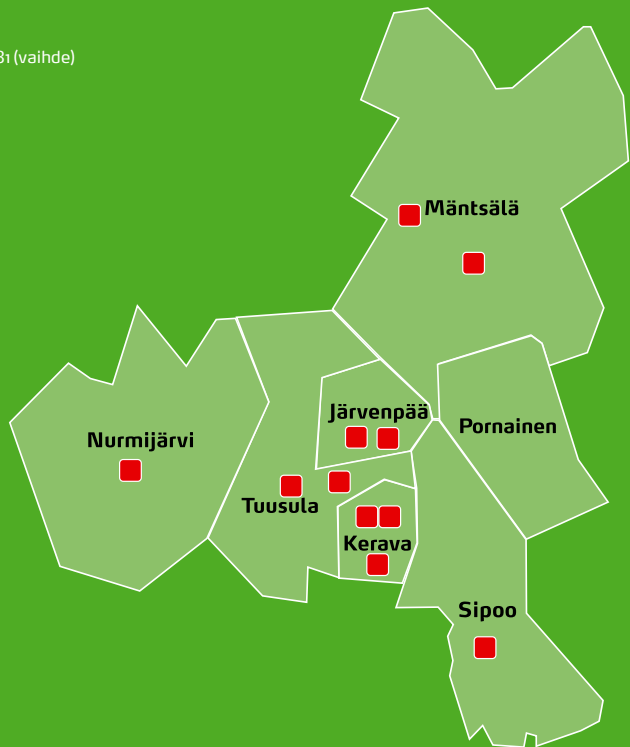 (vaihde)
Mäntsälä
Järvenpää
Pornainen
Nurmijärvi
Tuusula
Kerava
Sipoo